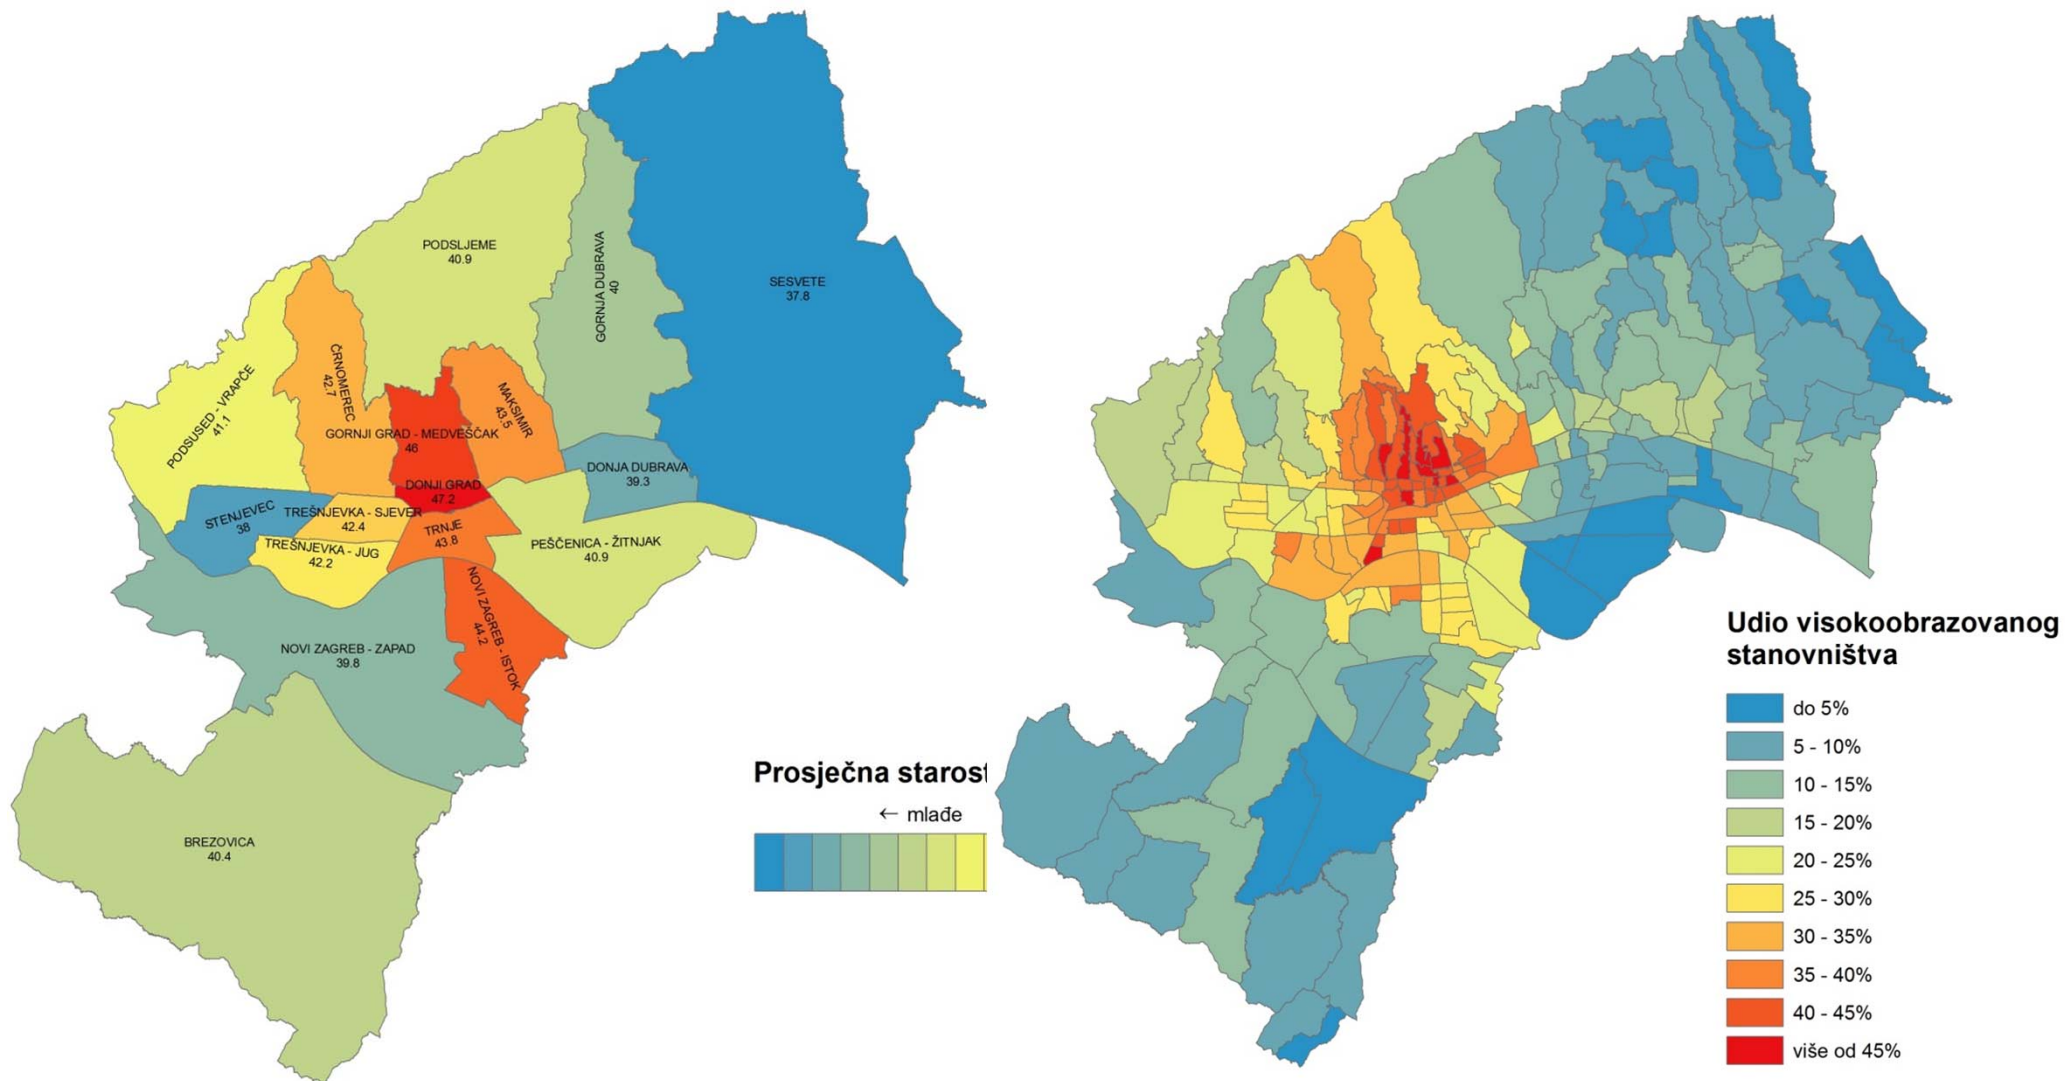 PODSLJEME
40.9
GORNJA DUBRAVA
40
SESVETE
37.8
ČRNOMEREC
42.7
PODSUSED - VRAPČE
41.1
MAKSIMIR
43.5
GORNJI GRAD - MEDVEŠČAK
46
DONJA DUBRAVA
39.3
DONJI GRAD
47.2
STENJEVEC
38
TREŠNJEVKA - SJEVER
42.4
TRNJE
43.8
PEŠČENICA - ŽITNJAK
40.9
TREŠNJEVKA - JUG
42.2
NOVI ZAGREB - ISTOK
44.2
NOVI ZAGREB - ZAPAD
39.8
BREZOVICA
40.4
Prosječna starost
← mlađe
Udio visokoobrazovanog
stanovništva
do 5%
5 - 10%
10 - 15%
15 - 20%
20 - 25%
25 - 30%
30 - 35%
35 - 40%
40 - 45%
više od 45%